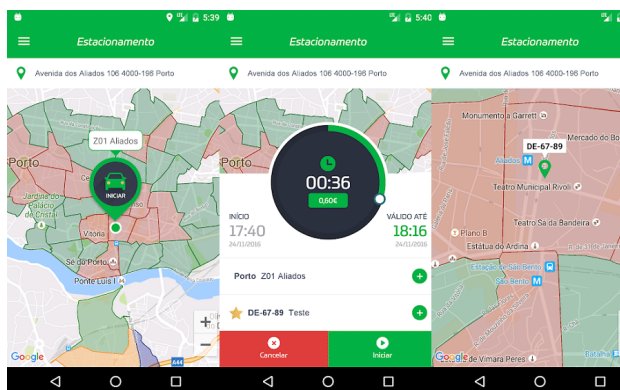 5:39
Estacionamento
Avenida dos Aliados 106 4000-196 Porto
Z01 Aliados
Porto
INICIAR
Jardins do
Palácio
de Cristal
Vitória
Sé do Porto
Ponte Luís I
A44
Google
5:40
Estacionamento
Avenida dos Aliados 106 4000-196 Porto
Porto
00:36
0,60€
INÍCIO
17:40
24/11/2016
VÁLIDO ATÉ
18:16
24/11/2016
Porto Z01 Aliados
DE-67-89 Teste
Cancelar
Iniciar
Estacionamento
Avenida dos Aliados 106 4000-196 Porto
Monumento a Garrett
Mercado do Bo
DE-67-89
Aliados
Teatro Municipal Rivoli
Teatro Sá da Bandeira
Plano B
Estátua do Ardina
Estação de São Bento
São Bento
Google
de Vímara Peres
Batalha